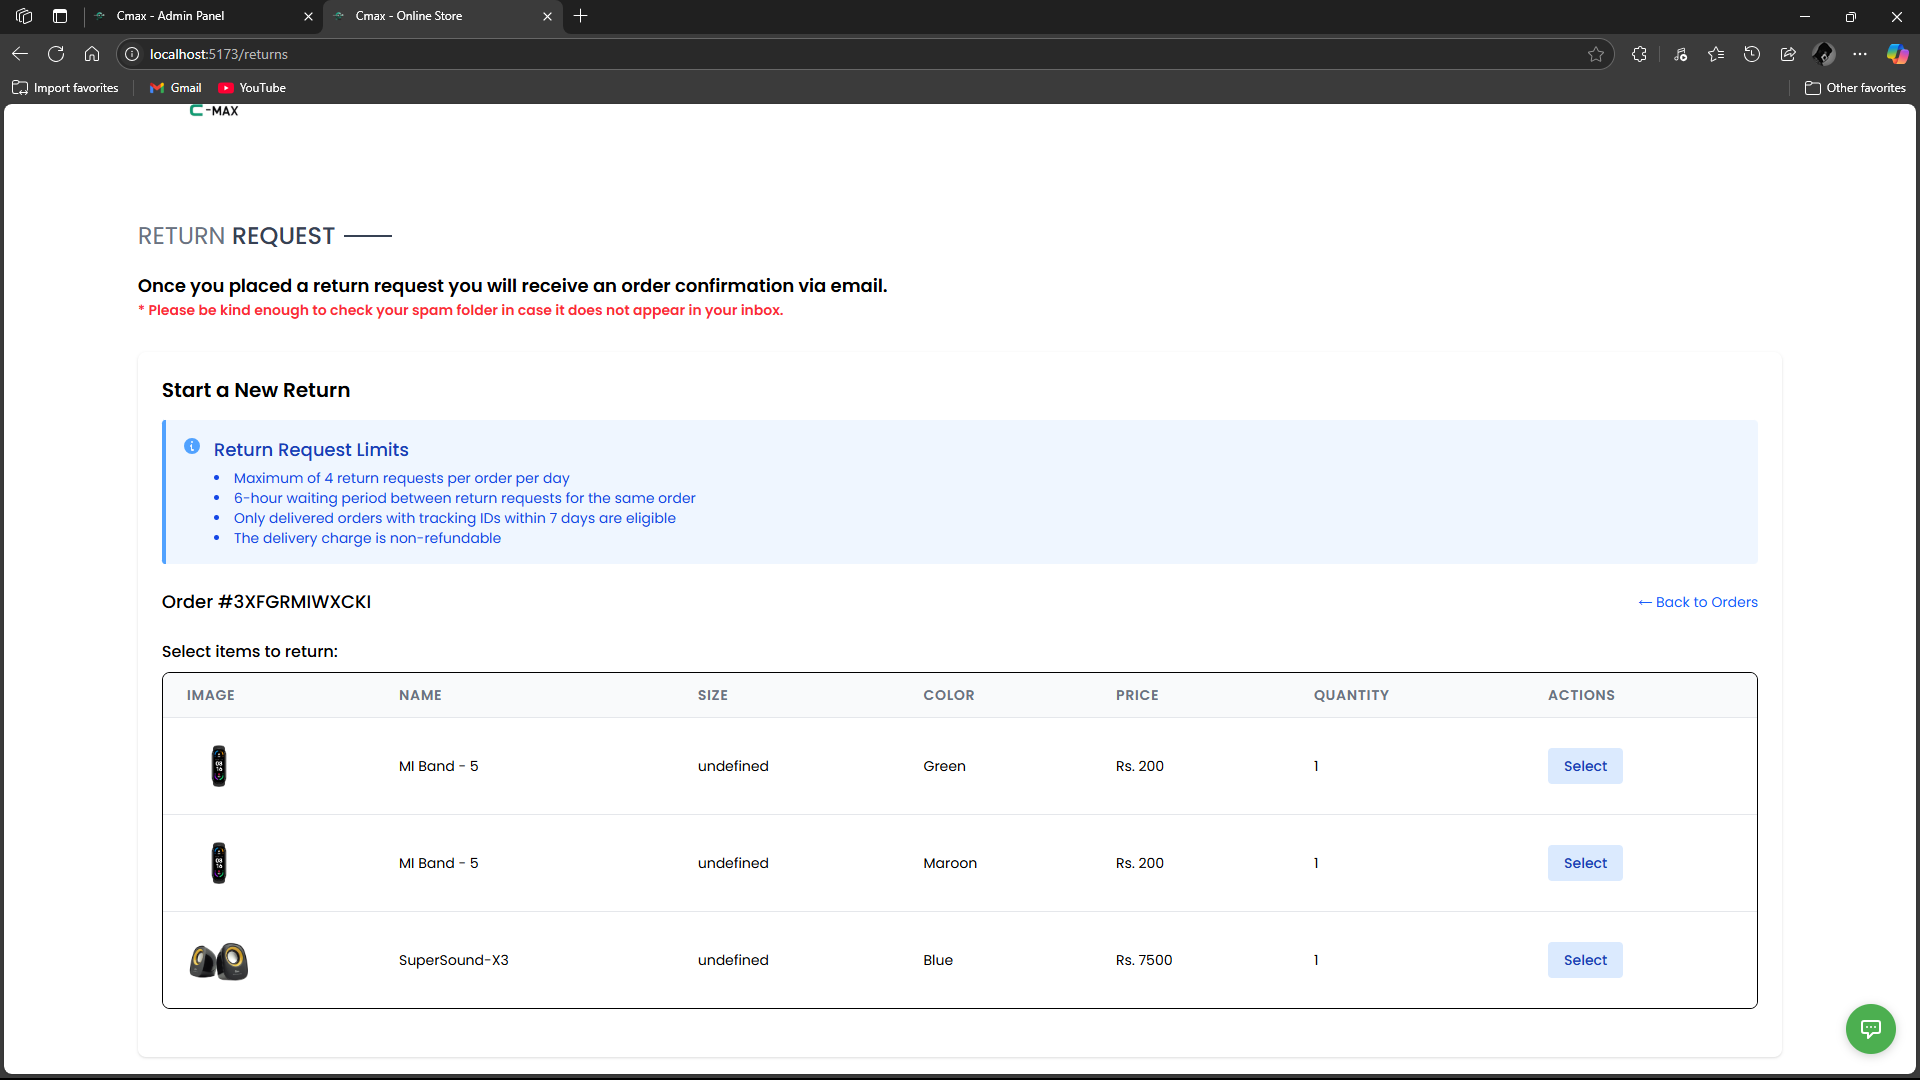 Cmax - Admin Panel
Cmax - Online Store
localhost:5173/returns
Import favorites
Gmail
YouTube
Other favorites
C-MAX
RETURN REQUEST
Once you placed a return request you will receive an order confirmation via email.
* Please be kind enough to check your spam folder in case it does not appear in your inbox.
Start a New Return
Return Request Limits
• Maximum of 4 return requests per order per day
• 6-hour waiting period between return requests for the same order
• Only delivered orders with tracking IDs within 7 days are eligible
• The delivery charge is non-refundable
Order #3XFGRMIWXCKI
← Back to Orders
Select items to return:
IMAGE NAME SIZE COLOR PRICE QUANTITY ACTIONS
08
16
MI Band - 5 undefined Green Rs. 200 1 Select
08
16
MI Band - 5 undefined Maroon Rs. 200 1 Select
SuperSound-X3 undefined Blue Rs. 7500 1 Select